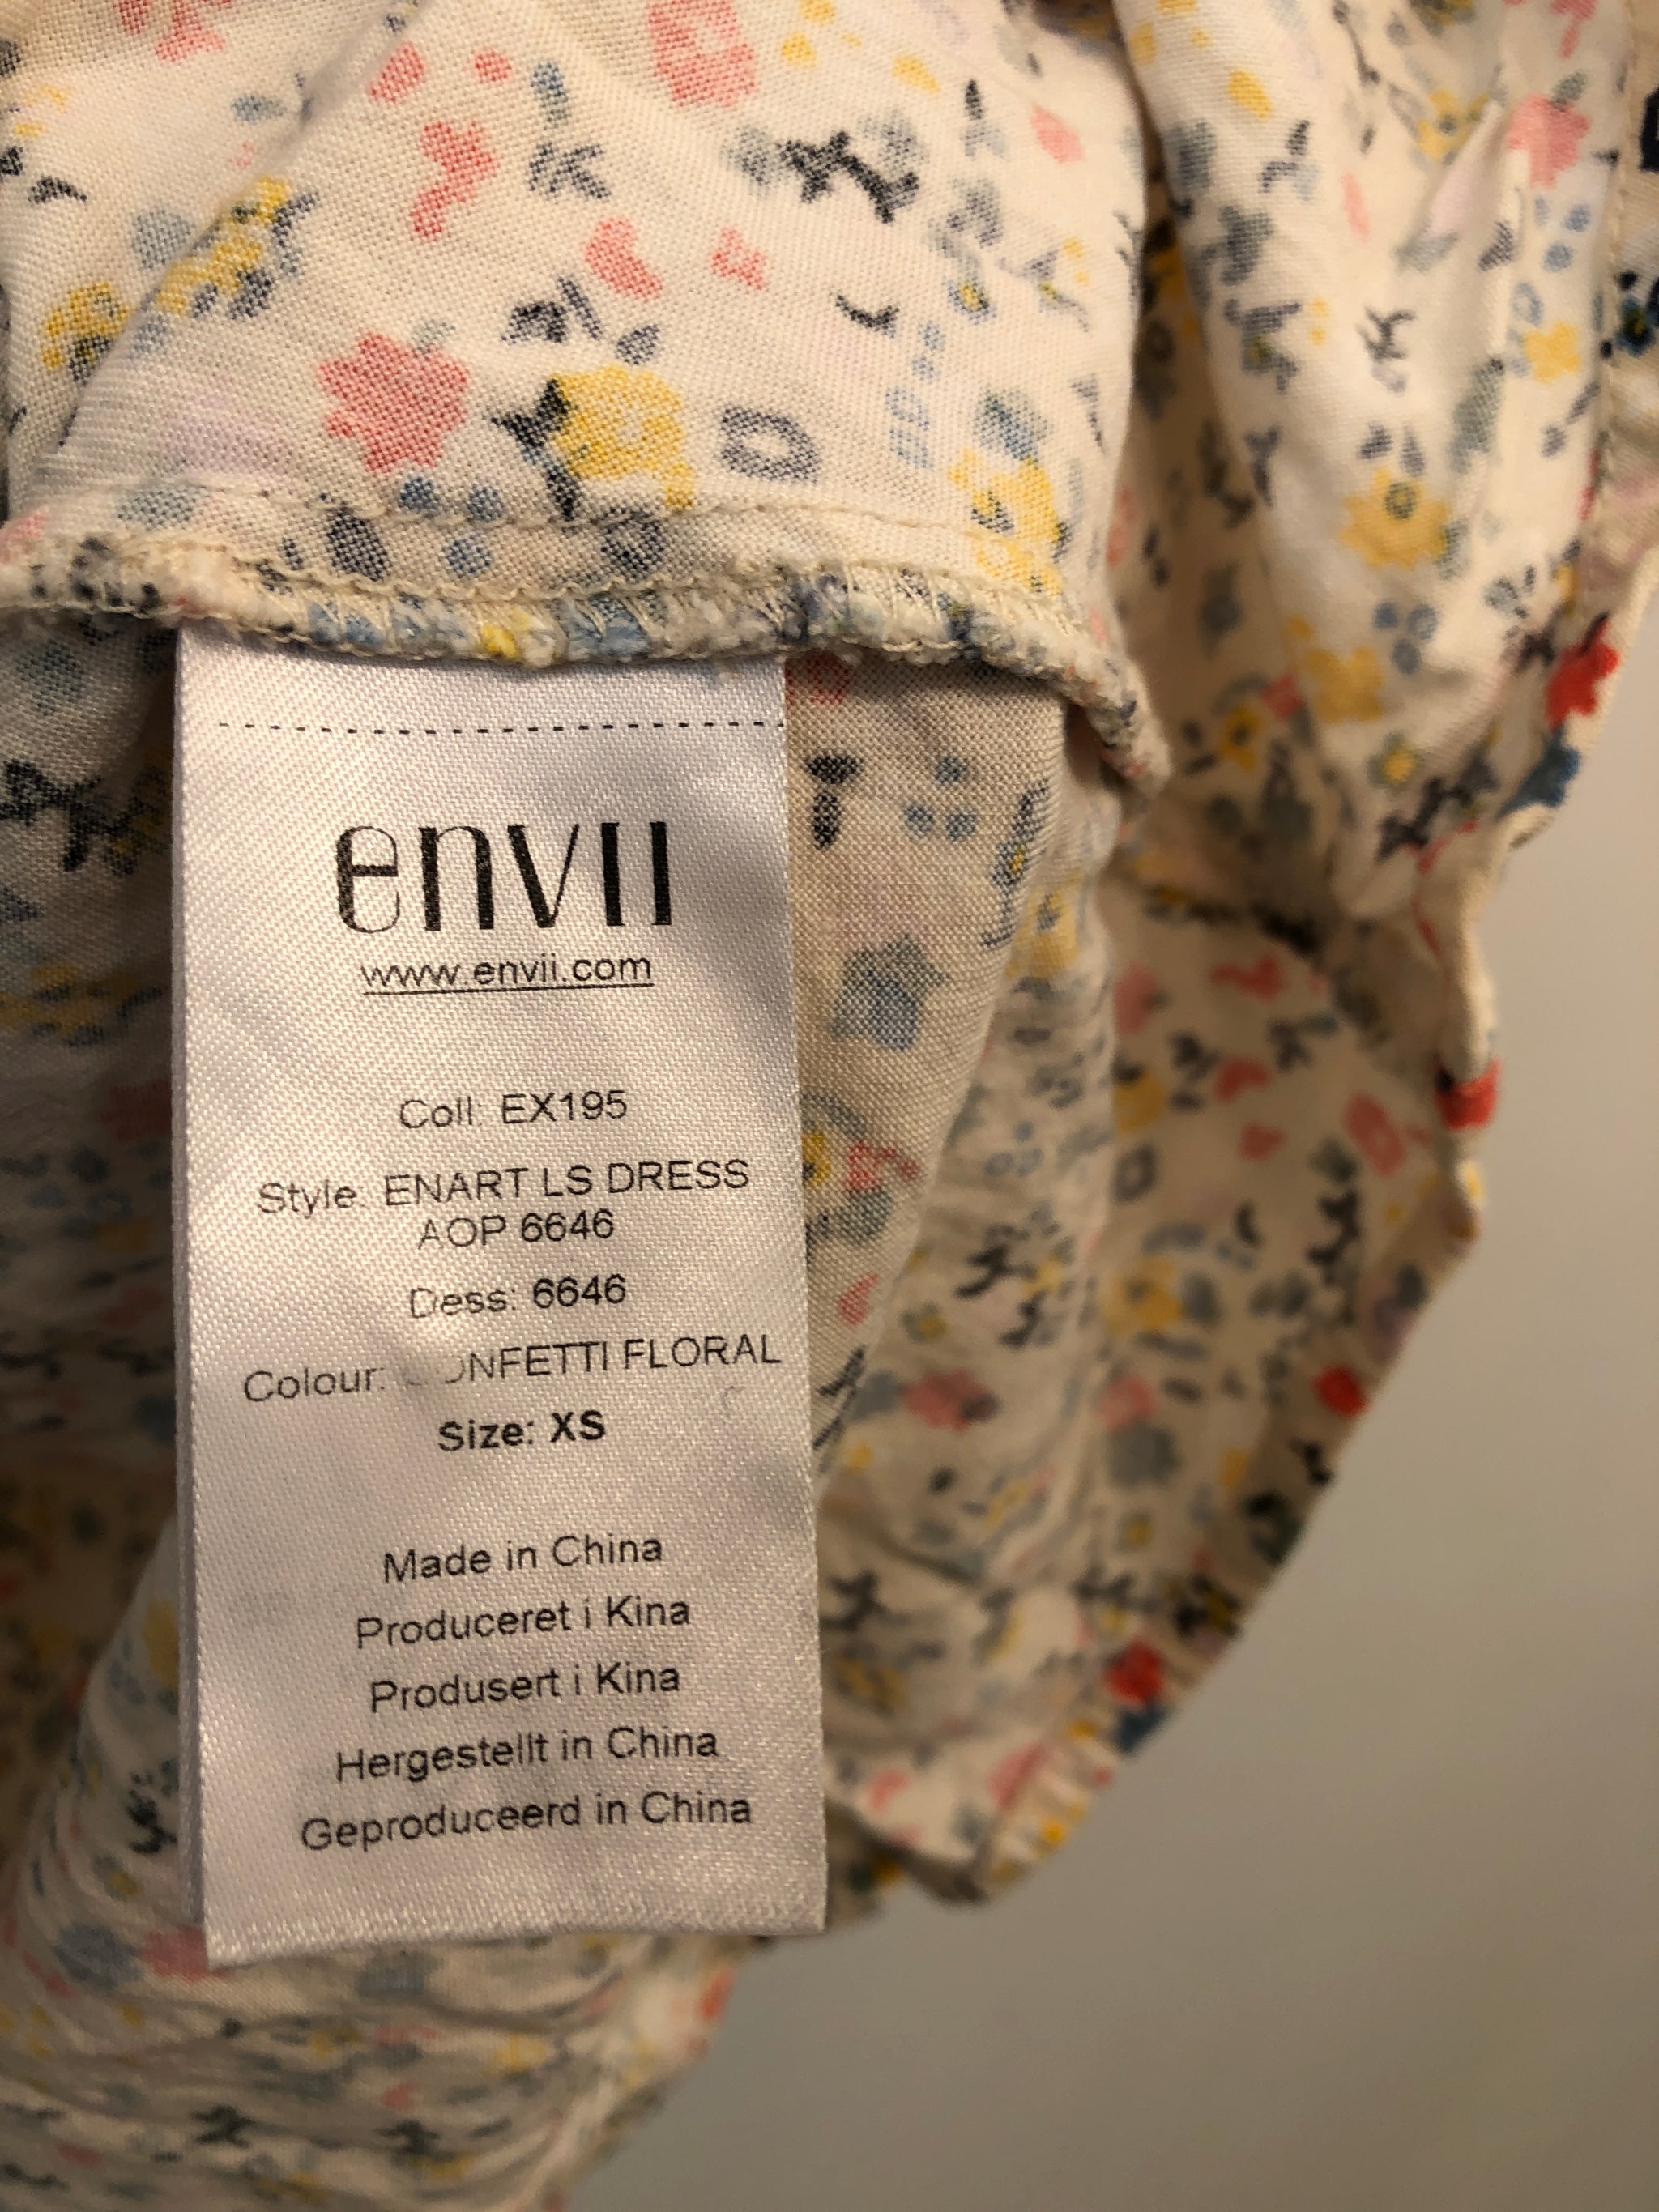 envii
www.envii.com
Coll: EX195
Style: ENART LS DRESS
AOP 6646
Dess: 6646
Colour: CONFETTI FLORAL
Size: XS
Made in China
Produceret i Kina
Produsert i Kina
Hergestellt in China
Geproduceerd in China